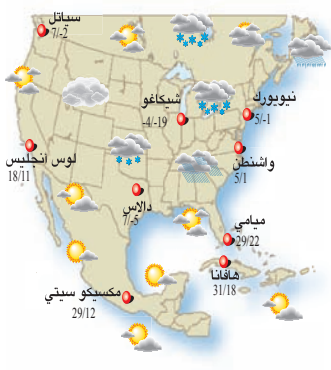 سياتل
7/-2
شيكاغو
-4/-19
نيويورك
5/-1
واشنطن
5/1
لوس انجليس
18/11
دالاس
7/-5
ميامي
29/22
هافانا
31/18
مكسيكو سيتي
29/12